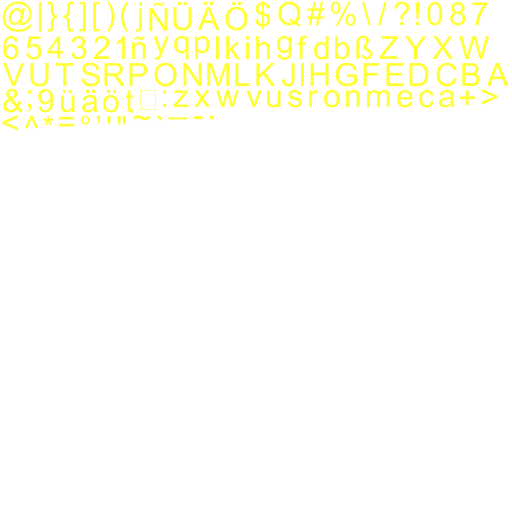 @|}{][)(jÑÜÄÖ$Q#%\/?!087
654321ñyqplkihgfdbßZYXW
VUTSRPONMLKJIHGFEDCBA
&;9üäöt□:zxwvusronmeca+>
<^*=°'!"~`—-.